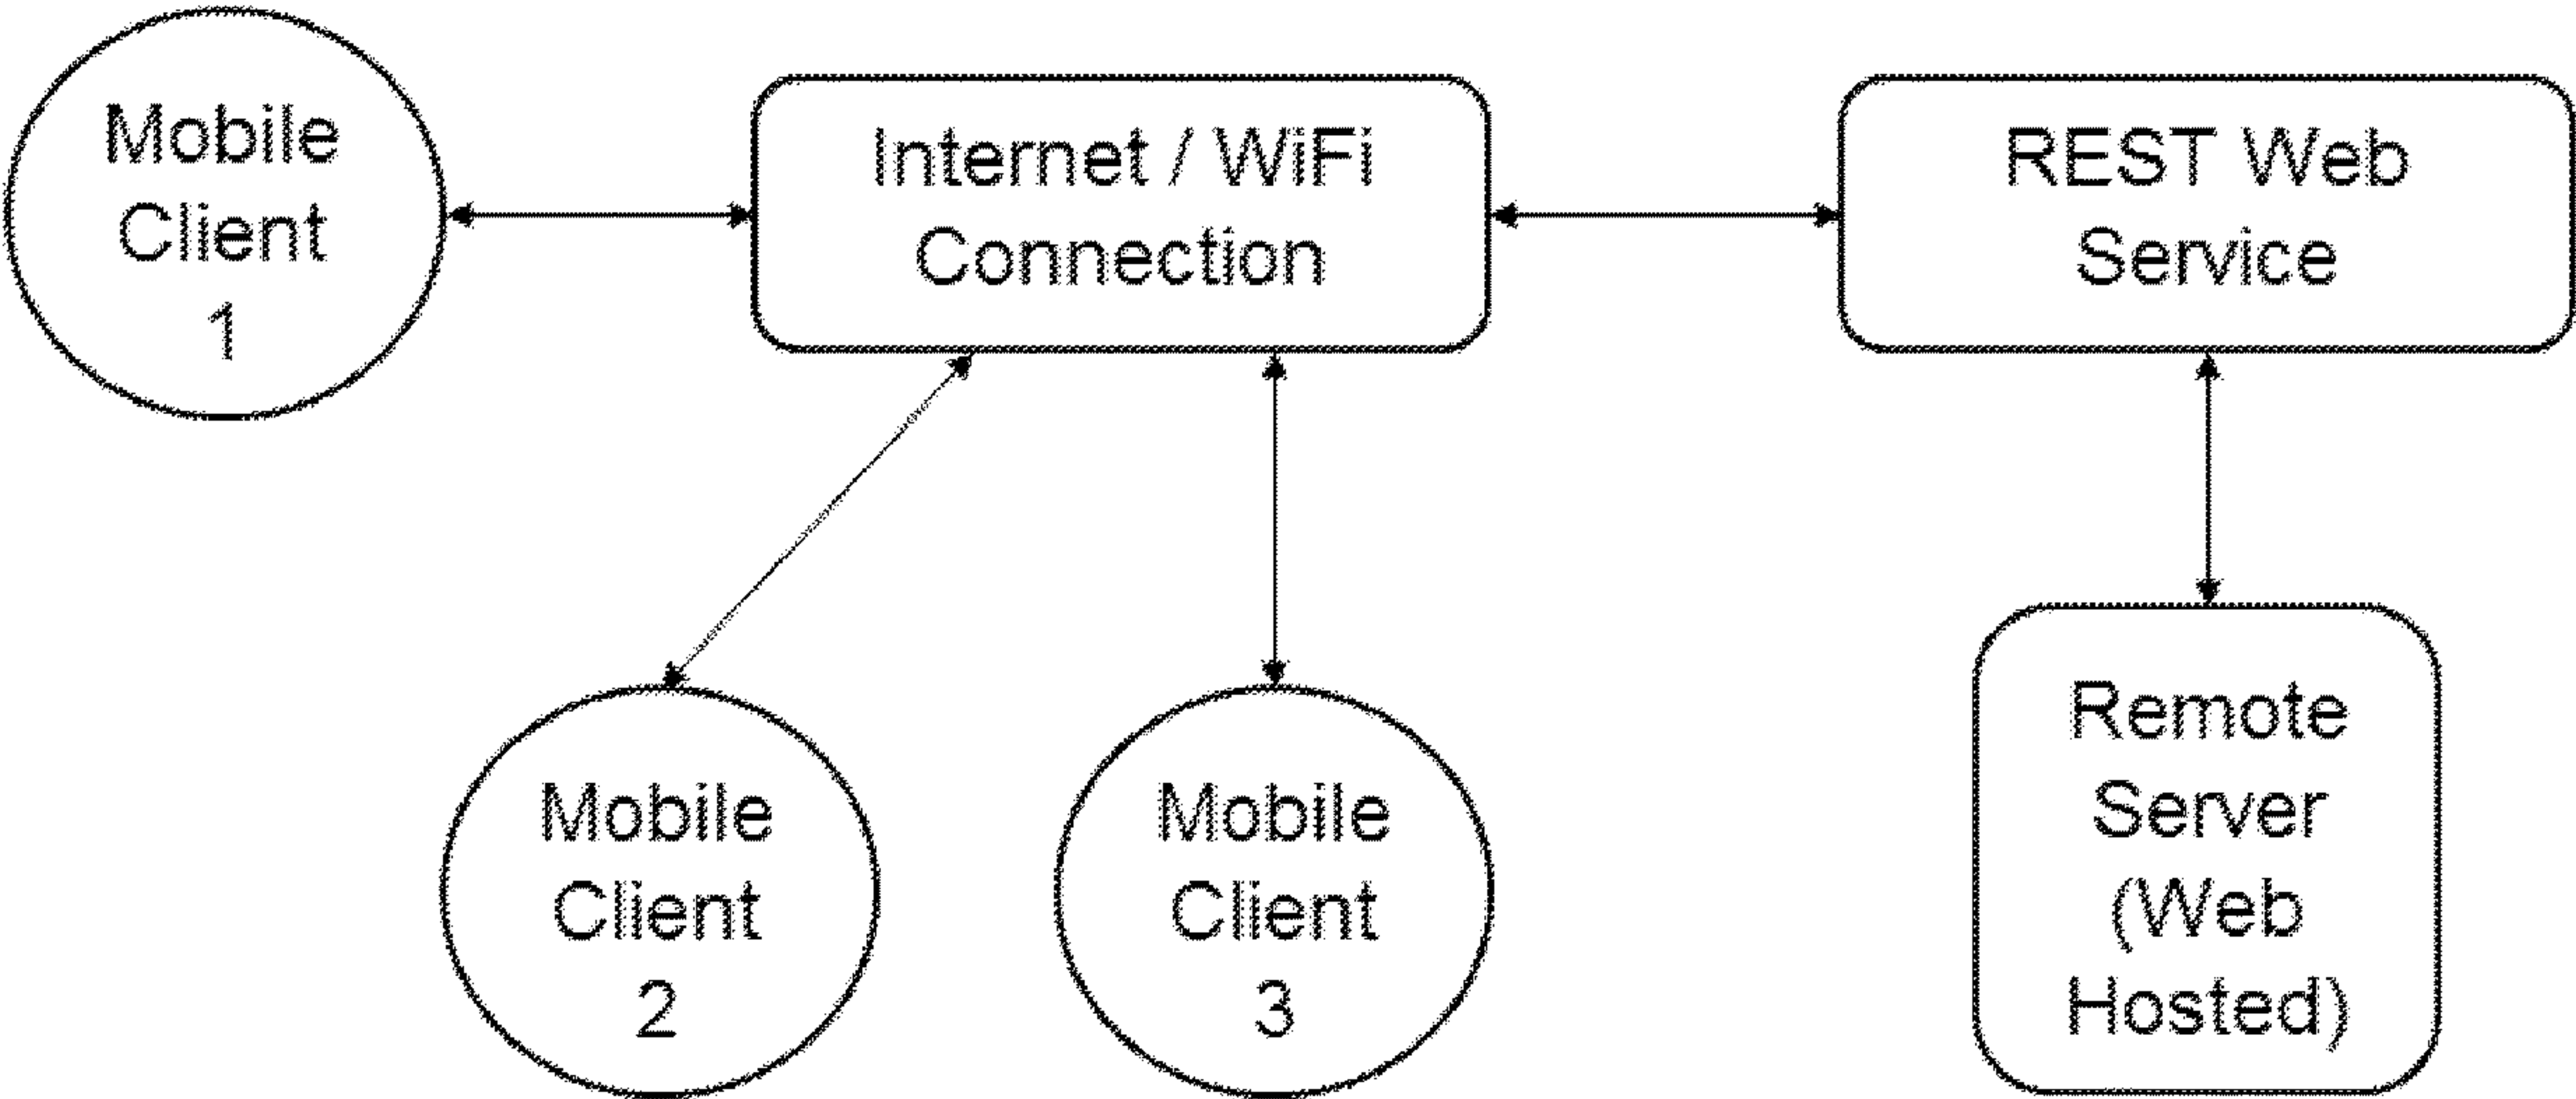 Mobile
Client
1
Internet / WiFi
Connection
REST Web
Service
Mobile
Client
2
Mobile
Client
3
Remote
Server
(Web
Hosted)